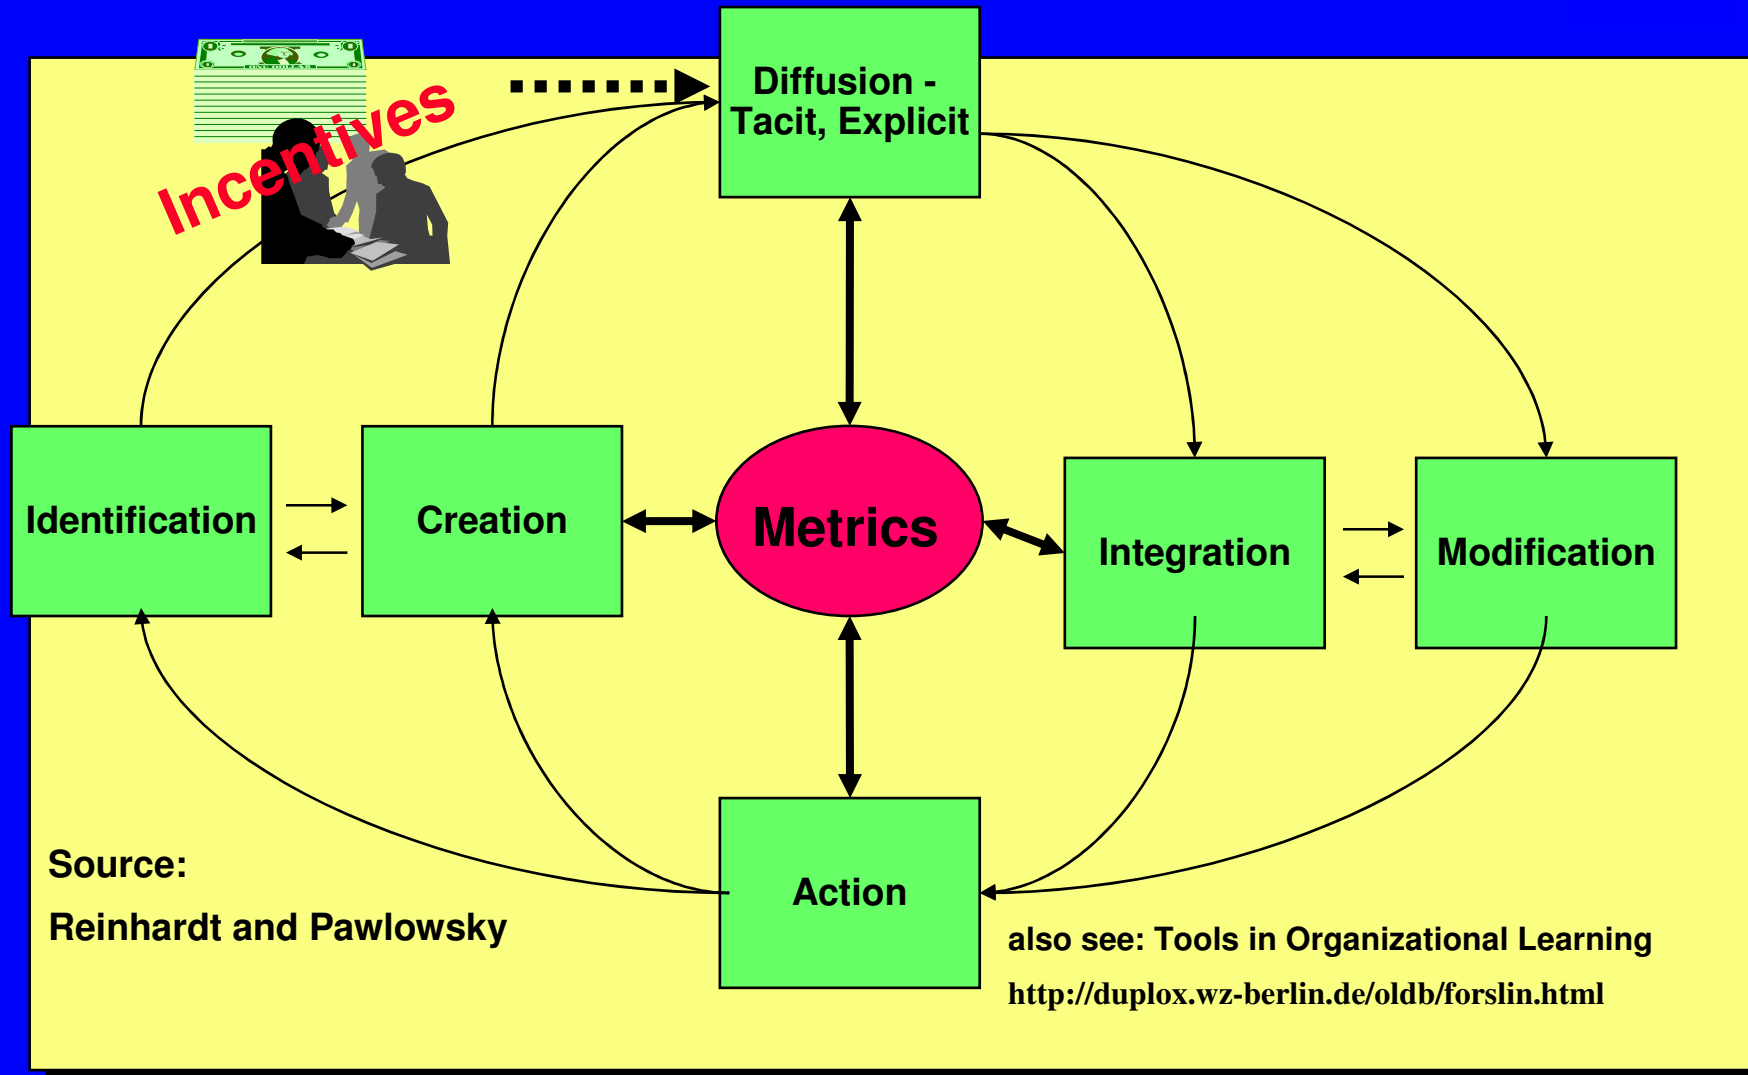 Incentives
Diffusion -
Tacit, Explicit
Identification
Creation
Metrics
Integration
Modification
Action
Source:
Reinhardt and Pawlowsky
also see: Tools in Organizational Learning
http://duplox.wz-berlin.de/oldb/forslin.html